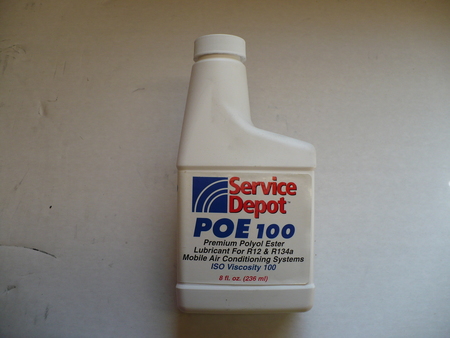 Service
Depot™
POE 100
Premium Polyol Ester
Lubricant For R12 & R134a
Mobile Air Conditioning Systems
ISO Viscosity 100
8 fl. oz. (236 ml)